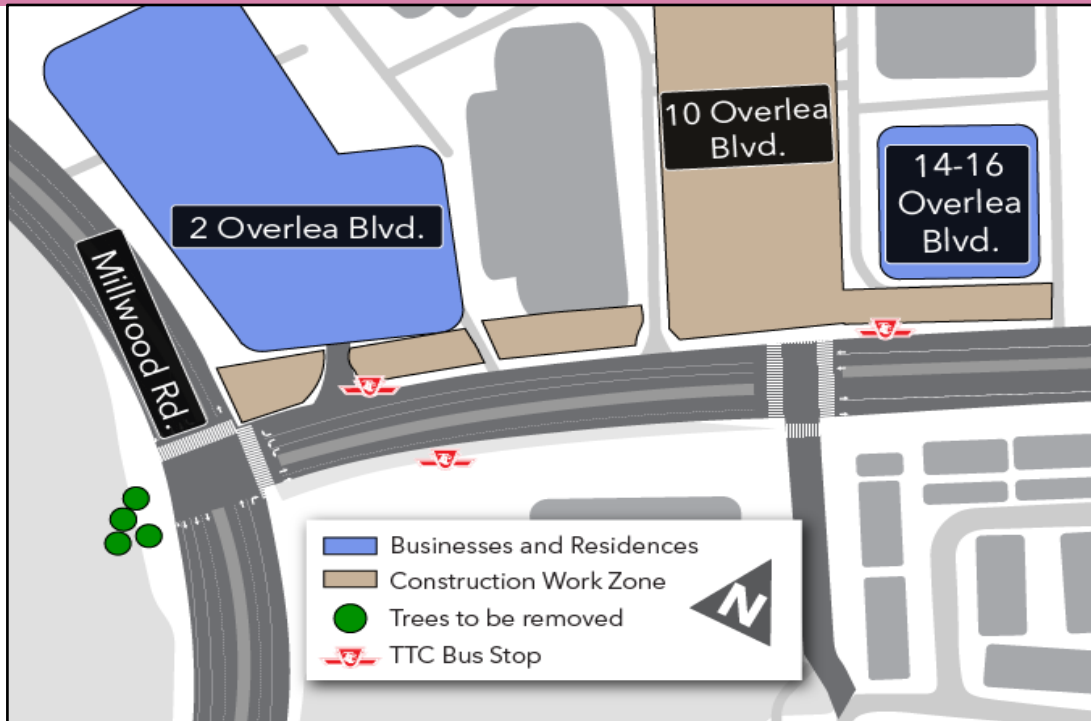 10 Overlea
Blvd.
14-16
Overlea
Blvd.
2 Overlea Blvd.
Millwood Rd.
Businesses and Residences
Construction Work Zone
Trees to be removed
TTC Bus Stop
N